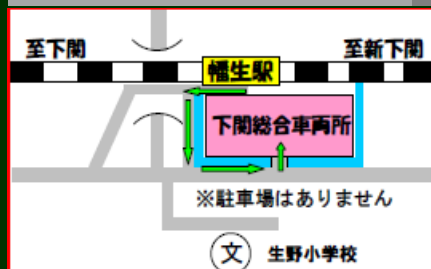 至下関
至新下関
幡生駅
下関総合車両所
※駐車場はありません
文
生野小学校